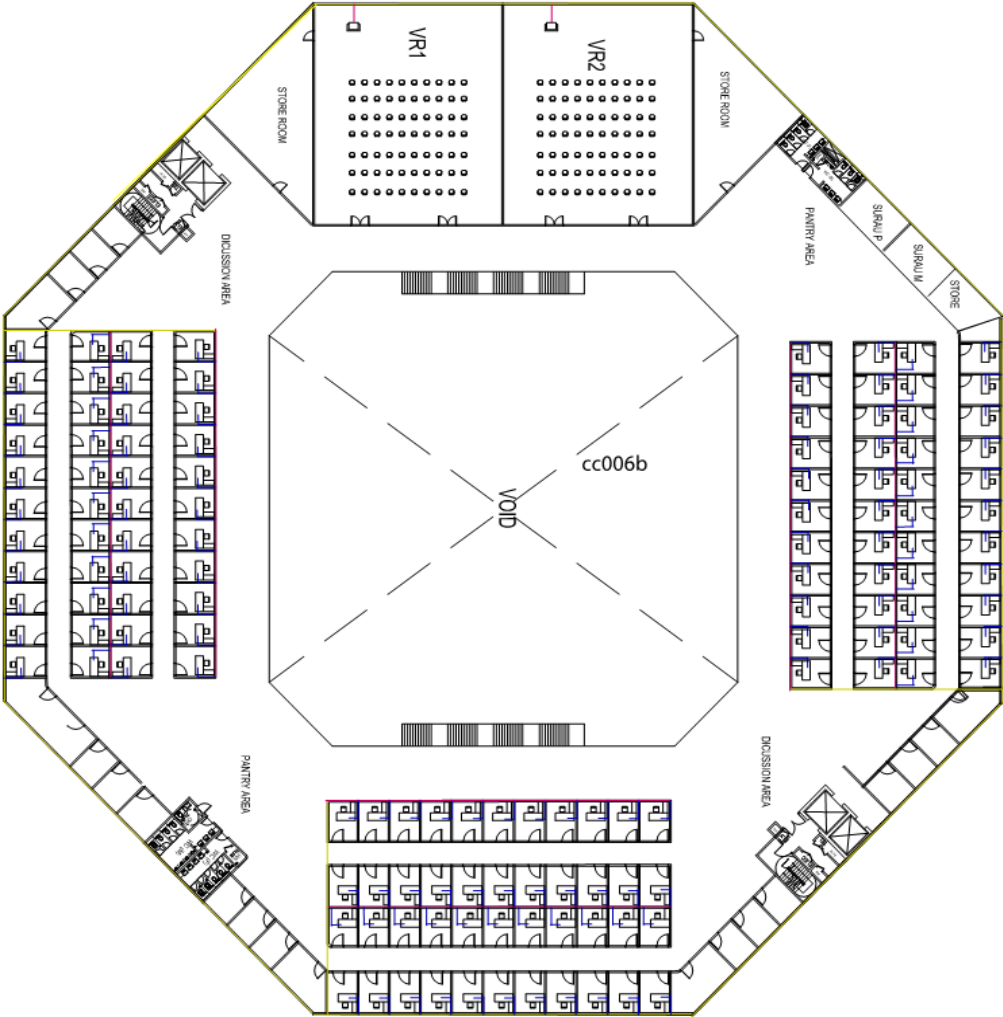 VR1
VR2
STORE ROOM
STORE ROOM
PANTRY AREA
SURAU P
SURAU M
STORE
DICUSSION AREA
cc006b
VOID
DICUSSION AREA
PANTRY AREA